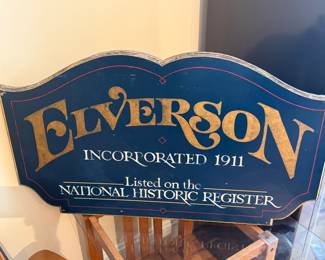 ELVERSON
INCORPORATED 1911
Listed on the
NATIONAL HISTORIC REGISTER